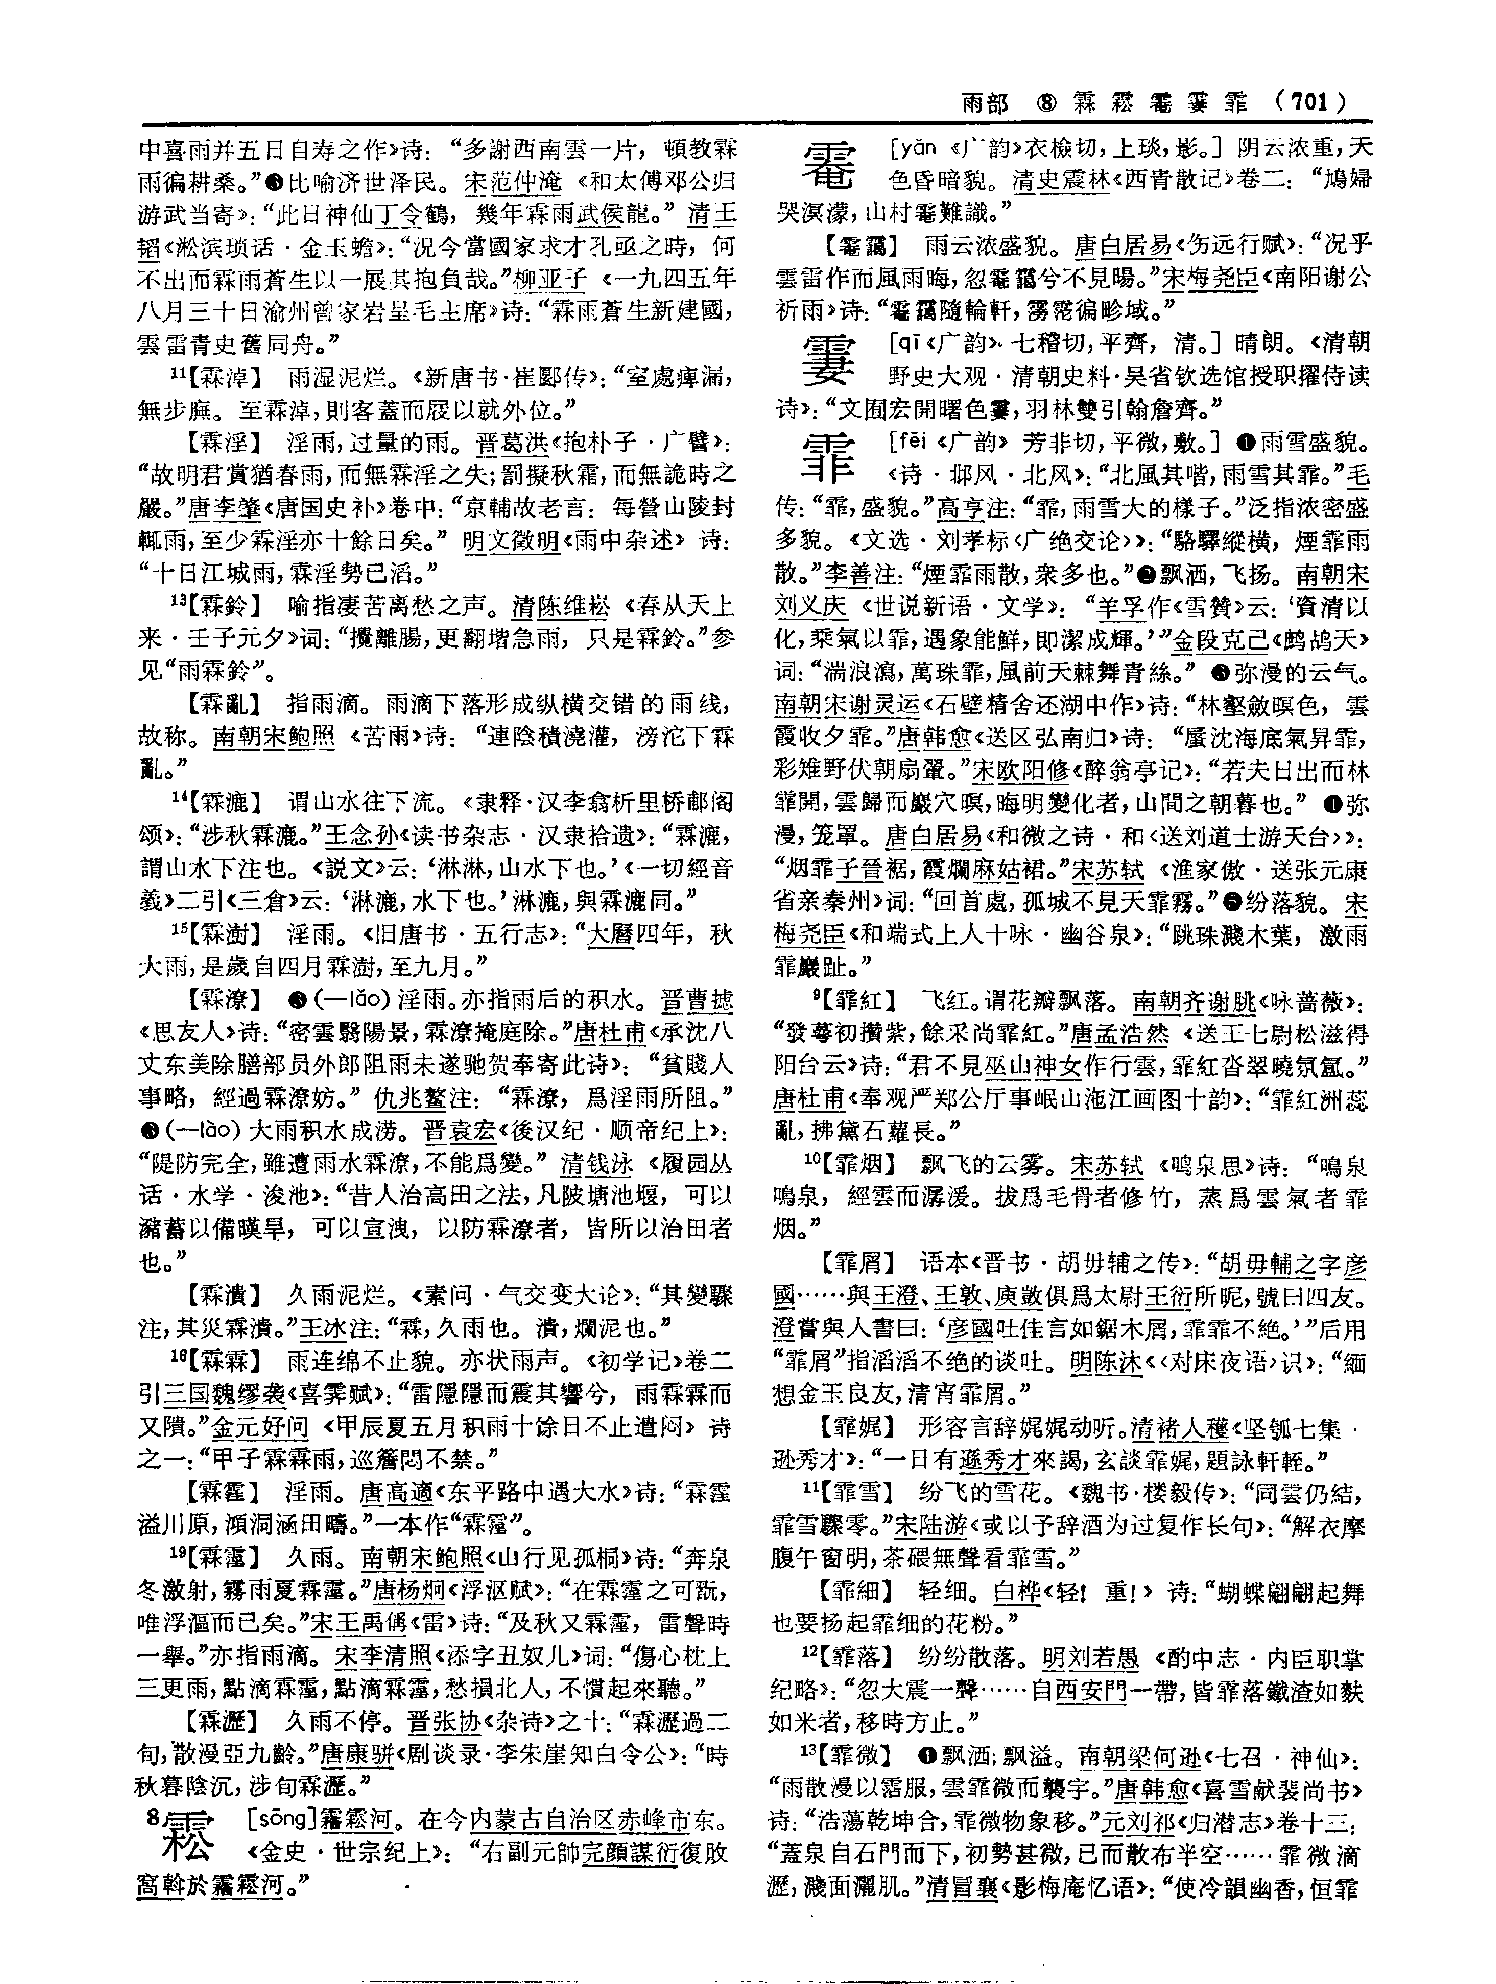 雨部 ⑧ 霖 霿 䨄 霋 霏 (701)
中喜雨并五日自寿之作》诗：“多謝西南雲一片，頓教霖
雨徧耕桑。”❸比喻济世泽民。宋范仲淹《和太傅邓公归
游武当寄》：“此日神仙丁令鶴，幾年霖雨武侯龍。”清王
韬《淞滨琐话·金玉蟾》：“况今當國家求才孔亟之時，何
不出而霖雨蒼生以一展其抱負哉。”柳亚子《一九四五年
八月三十日渝州曾家岩呈毛主席》诗：“霖雨蒼生新建國，
雲雷青史舊同舟。”
11【霖淖】 雨湿泥烂。《新唐书·崔郾传》：“室處痺漏，
無步廡。至霖淖，則客蓋而屐以就外位。”
【霖淫】 淫雨，过量的雨。晋葛洪《抱朴子·广譬》：
“故明君賞猶春雨，而無霖淫之失；罰擬秋霜，而無詭時之
嚴。”唐李肇《唐国史补》卷中：“京輔故老言：每營山陵封
輒雨，至少霖淫亦十餘日矣。”明文徵明《雨中杂述》诗：
“十日江城雨，霖淫勢已滔。”
13【霖鈴】 喻指凄苦离愁之声。清陈维崧《春从天上
来·壬子元夕》词：“攪離腸，更翻堦急雨，只是霖鈴。”参
见“雨霖鈴”。
【霖亂】 指雨滴。雨滴下落形成纵横交错的雨线，
故称。南朝宋鲍照《苦雨》诗：“連陰積澆灌，滂沱下霖
亂。”
14【霖漉】 谓山水往下流。《隶释·汉李翕析里桥郙阁
颂》：“涉秋霖漉。”王念孙《读书杂志·汉隶拾遗》：“霖漉，
謂山水下注也。《説文》云：‘淋淋，山水下也。’《一切經音
義》二引《三倉》云：‘淋漉，水下也。’淋漉，與霖漉同。”
15【霖澍】 淫雨。《旧唐书·五行志》：“大曆四年，秋
大雨，是歲自四月霖澍，至九月。”
【霖潦】 ❶(—lǎo)淫雨。亦指雨后的积水。晋曹摅
《思友人》诗：“密雲翳陽景，霖潦掩庭除。”唐杜甫《承沈八
丈东美除膳部员外郎阻雨未遂驰贺奉寄此诗》：“貧賤人
事略，經過霖潦妨。”仇兆鳌注：“霖潦，爲淫雨所阻。”
❷(—lào)大雨积水成涝。晋袁宏《後汉纪·顺帝纪上》：
“隄防完全，雖遭雨水霖潦，不能爲變。”清钱泳《履园丛
话·水学·浚池》：“昔人治高田之法，凡陂塘池堰，可以
瀦蓄以備暵旱，可以宣洩，以防霖潦者，皆所以治田者
也。”
【霖潰】 久雨泥烂。《素问·气交变大论》：“其變驟
注，其災霖潰。”王冰注：“霖，久雨也。潰，爛泥也。”
16【霖霖】 雨连绵不止貌。亦状雨声。《初学记》卷二
引三国魏缪袭《喜霁赋》：“雷隱隱而震其響兮，雨霖霖而
又隤。”金元好问《甲辰夏五月积雨十馀日不止遣闷》诗
之一：“甲子霖霖雨，巡簷悶不禁。”
【霖霪】 淫雨。唐高適《东平路中遇大水》诗：“霖霪
溢川原，澒洞涵田疇。”一本作“霖霪”。
19【霖霪】 久雨。南朝宋鲍照《山行见孤桐》诗：“奔泉
冬激射，霧雨夏霖霪。”唐杨炯《浮沤赋》：“在霖霪之可翫，
唯浮漚而已矣。”宋王禹偁《雷》诗：“及秋又霖霪，雷聲時
一舉。”亦指雨滴。宋李清照《添字丑奴儿》词：“傷心枕上
三更雨，點滴霖霪，點滴霖霪，愁損北人，不慣起來聽。”
【霖瀝】 久雨不停。晋张协《杂诗》之十：“霖瀝過二
旬，散漫亞九齡。”唐康骈《剧谈录·李朱崖知白令公》：“時
秋暮陰沉，涉旬霖瀝。”
8 [sōng]霿河。在今内蒙古自治区赤峰市东。
《金史·世宗纪上》：“右副元帥完顔謀衍復敗
窩斡於霿河。”
䨄 [yǎn《广韵》衣檢切，上琰，影。]阴云浓重，天
色昏暗貌。清史震林《西青散记》卷二：“鳩婦
哭溟濛，山村䨄難識。”
【䨄靄】 雨云浓盛貌。唐白居易《伤远行赋》：“况乎
雲雷作而風雨晦，忽䨄靄兮不見暘。”宋梅尧臣《南阳谢公
祈雨》诗：“䨄靄隨輪軒，霶霈徧畛域。”
霋 [qī《广韵》七稽切，平齊，清。]晴朗。《清朝
野史大观·清朝史料·吴省钦选馆授职擢侍读
诗》：“文囿宏開曙色霋，羽林雙引翰詹齊。”
霏 [fēi《广韵》芳非切，平微，敷。]❶雨雪盛貌。
《诗·邶风·北风》：“北風其喈，雨雪其霏。”毛
传：“霏，盛貌。”高亨注：“霏，雨雪大的樣子。”泛指浓密盛
多貌。《文选·刘孝标〈广绝交论〉》：“駱驛縱橫，煙霏雨
散。”李善注：“煙霏雨散，衆多也。”❷飘洒，飞扬。南朝宋
刘义庆《世说新语·文学》：“羊孚作《雪贊》云：‘資清以
化，乘氣以霏，遇象能鮮，即潔成輝。’”金段克己《鹧鸪天》
词：“湍浪瀉，萬珠霏，風前天棘舞青絲。”❸弥漫的云气。
南朝宋谢灵运《石壁精舍还湖中作》诗：“林壑斂暝色，雲
霞收夕霏。”唐韩愈《送区弘南归》诗：“蜃沈海底氣昇霏，
彩雉野伏朝扇翬。”宋欧阳修《醉翁亭记》：“若夫日出而林
霏開，雲歸而巖穴暝，晦明變化者，山間之朝暮也。”❹弥
漫，笼罩。唐白居易《和微之诗·和〈送刘道士游天台〉》：
“烟霏子晉裾，霞爛麻姑裙。”宋苏轼《渔家傲·送张元康
省亲秦州》词：“回首處，孤城不見天霏霧。”❺纷落貌。宋
梅尧臣《和端式上人十咏·幽谷泉》：“跳珠濺木葉，激雨
霏巖趾。”
9【霏紅】 飞红。谓花瓣飘落。南朝齐谢朓《咏蔷薇》：
“發萼初攢紫，餘采尚霏紅。”唐孟浩然《送王七尉松滋得
阳台云》诗：“君不見巫山神女作行雲，霏紅沓翠曉氛氳。”
唐杜甫《奉观严郑公厅事岷山沲江画图十韵》：“霏紅洲蕊
亂，拂黛石蘿長。”
10【霏烟】 飘飞的云雾。宋苏轼《鸣泉思》诗：“鳴泉
鳴泉，經雲而潺湲。拔爲毛骨者修竹，蒸爲雲氣者霏
烟。”
【霏屑】 语本《晋书·胡毋辅之传》：“胡毋輔之字彦
國……與王澄、王敦、庾敳俱爲太尉王衍所昵，號曰四友。
澄嘗與人書曰：‘彦國吐佳言如鋸木屑，霏霏不絶。’”后用
“霏屑”指滔滔不绝的谈吐。明陈沐《〈对床夜语〉识》：“緬
想金玉良友，清宵霏屑。”
【霏娓】 形容言辞娓娓动听。清褚人穫《坚瓠七集·
逊秀才》：“一日有遜秀才來謁，玄談霏娓，題詠軒輊。”
11【霏雪】 纷飞的雪花。《魏书·楼毅传》：“同雲仍結，
霏雪驟零。”宋陆游《或以予辞酒为过复作长句》：“解衣摩
腹午窗明，茶碨無聲看霏雪。”
【霏細】 轻细。白桦《轻！重！》诗：“蝴蝶翩翩起舞
也要扬起霏细的花粉。”
12【霏落】 纷纷散落。明刘若愚《酌中志·内臣职掌
纪略》：“忽大震一聲……自西安門一帶，皆霏落鐵渣如麩
如米者，移時方止。”
13【霏微】 ❶飘洒；飘溢。南朝梁何逊《七召·神仙》：
“雨散漫以霑服，雲霏微而襲宇。”唐韩愈《喜雪献裴尚书》
诗：“浩蕩乾坤合，霏微物象移。”元刘祁《归潜志》卷十三：
“蓋泉自石門而下，初勢甚微，已而散布半空……霏微滴
瀝，濺面灑肌。”清冒襄《影梅庵忆语》：“使冷韻幽香，恒霏